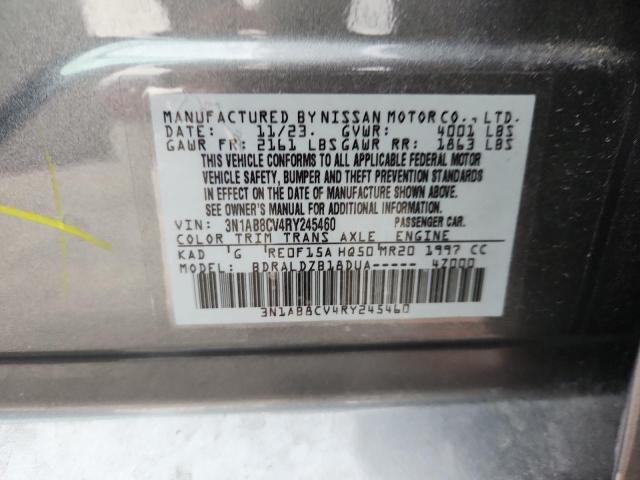 MANUFACTURED BY NISSAN MOTOR CO., LTD.
DATE: 11/23. GVWR: 4001 LBS
GAWR FR: 2161 LBS GAWR RR: 1863 LBS
THIS VEHICLE CONFORMS TO ALL APPLICABLE FEDERAL MOTOR
VEHICLE SAFETY, BUMPER AND THEFT PREVENTION STANDARDS
IN EFFECT ON THE DATE OF MANUFACTURE SHOWN ABOVE.
SEE OWNER'S MANUAL FOR ADDITIONAL INFORMATION.
VIN: 3N1AB8CV4RY245460 PASSENGER CAR.
COLOR TRIM TRANS AXLE ENGINE
KAD G RE0F15A HQ50 MR20 1997 CC
MODEL: BDRALDZB18DUA----- 47000
3N1AB8CV4RY245460